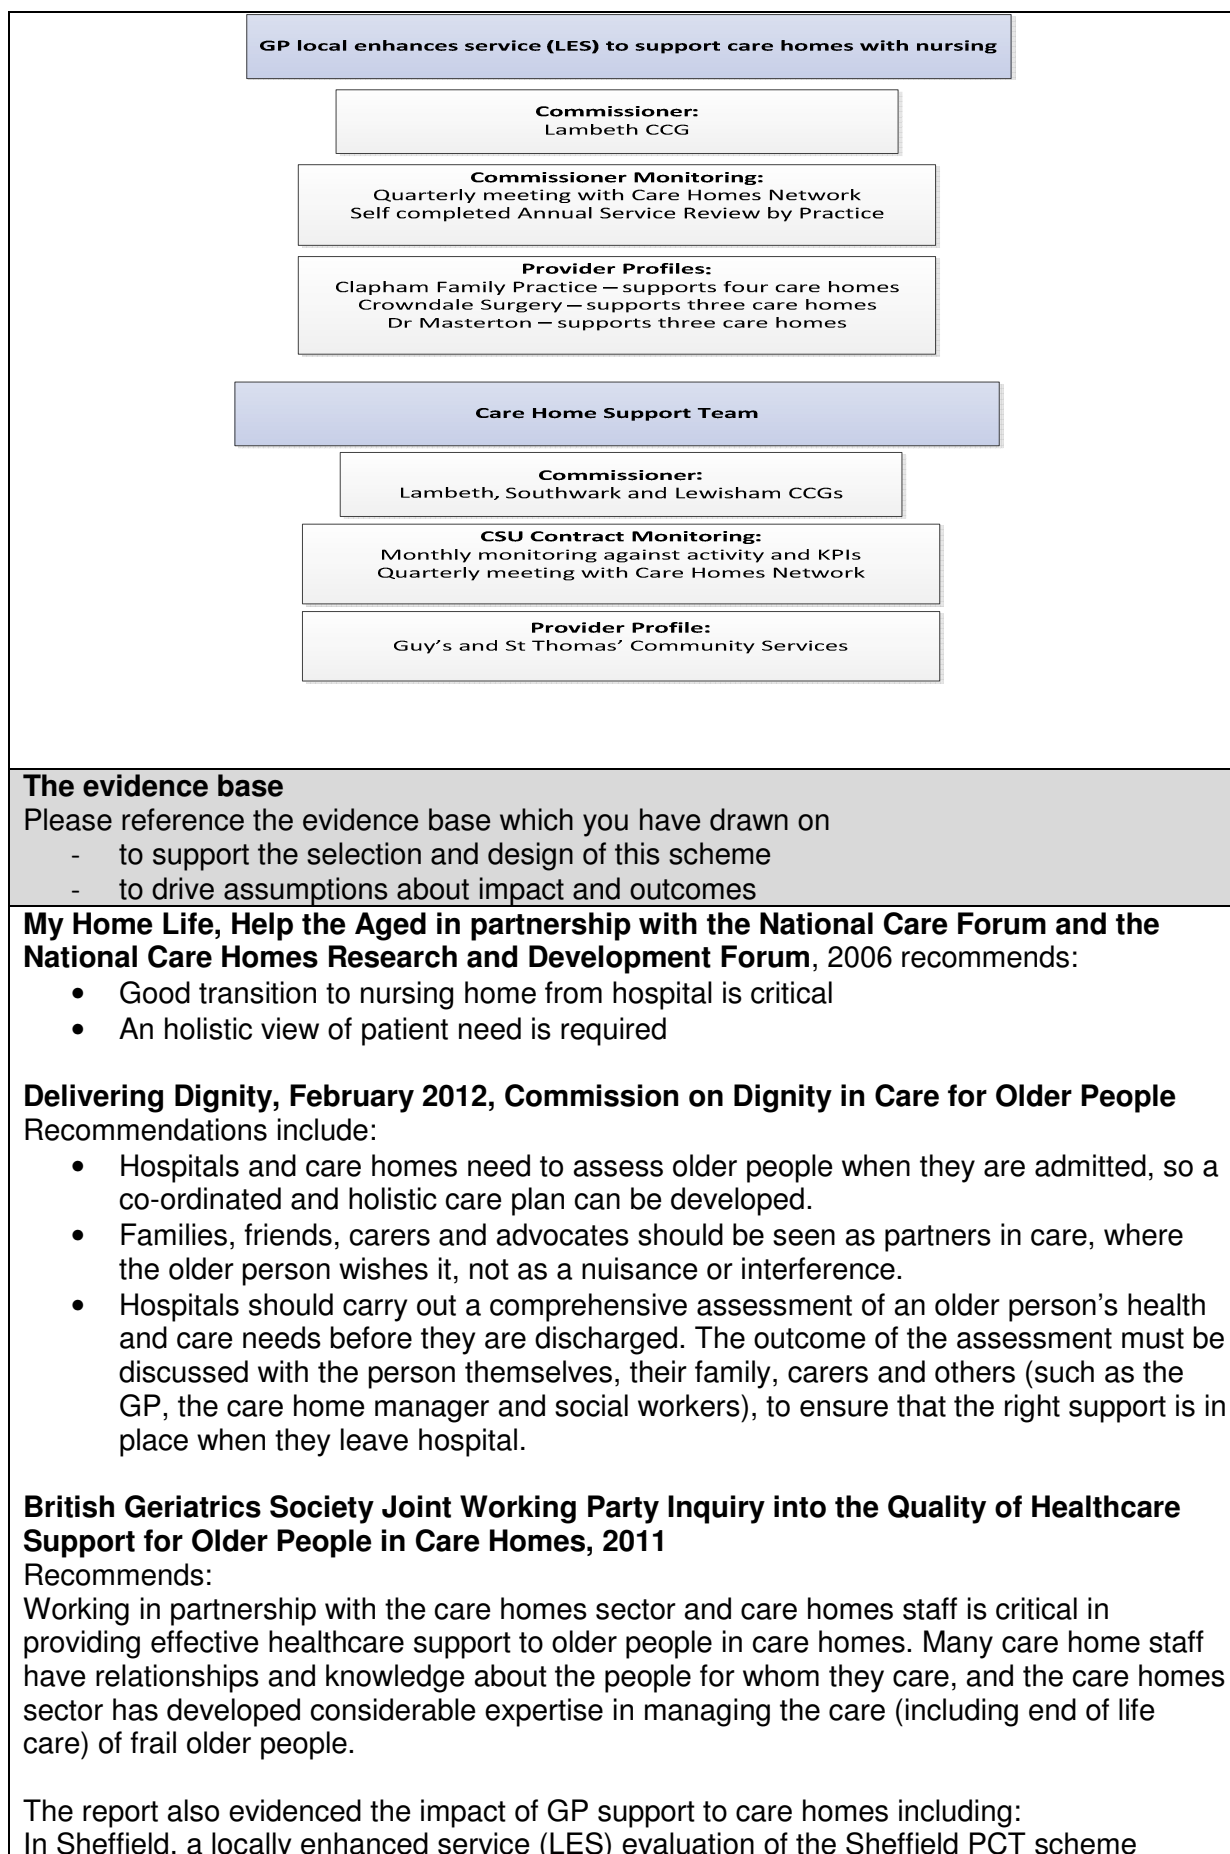 GP local enhances service (LES) to support care homes with nursing
Commissioner:
Lambeth CCG
Commissioner Monitoring:
Quarterly meeting with Care Homes Network
Self completed Annual Service Review by Practice
Provider Profiles:
Clapham Family Practice – supports four care homes
Crowndale Surgery – supports three care homes
Dr Masterton – supports three care homes
Care Home Support Team
Commissioner:
Lambeth, Southwark and Lewisham CCGs
CSU Contract Monitoring:
Monthly monitoring against activity and KPIs
Quarterly meeting with Care Homes Network
Provider Profile:
Guy’s and St Thomas’ Community Services
The evidence base
Please reference the evidence base which you have drawn on
- to support the selection and design of this scheme
- to drive assumptions about impact and outcomes
My Home Life, Help the Aged in partnership with the National Care Forum and the
National Care Homes Research and Development Forum, 2006 recommends:
• Good transition to nursing home from hospital is critical
• An holistic view of patient need is required
Delivering Dignity, February 2012, Commission on Dignity in Care for Older People
Recommendations include:
• Hospitals and care homes need to assess older people when they are admitted, so a
co-ordinated and holistic care plan can be developed.
• Families, friends, carers and advocates should be seen as partners in care, where
the older person wishes it, not as a nuisance or interference.
• Hospitals should carry out a comprehensive assessment of an older person’s health
and care needs before they are discharged. The outcome of the assessment must be
discussed with the person themselves, their family, carers and others (such as the
GP, the care home manager and social workers), to ensure that the right support is in
place when they leave hospital.
British Geriatrics Society Joint Working Party Inquiry into the Quality of Healthcare
Support for Older People in Care Homes, 2011
Recommends:
Working in partnership with the care homes sector and care homes staff is critical in
providing effective healthcare support to older people in care homes. Many care home staff
have relationships and knowledge about the people for whom they care, and the care homes
sector has developed considerable expertise in managing the care (including end of life
care) of frail older people.
The report also evidenced the impact of GP support to care homes including:
In Sheffield, a locally enhanced service (LES) evaluation of the Sheffield PCT scheme